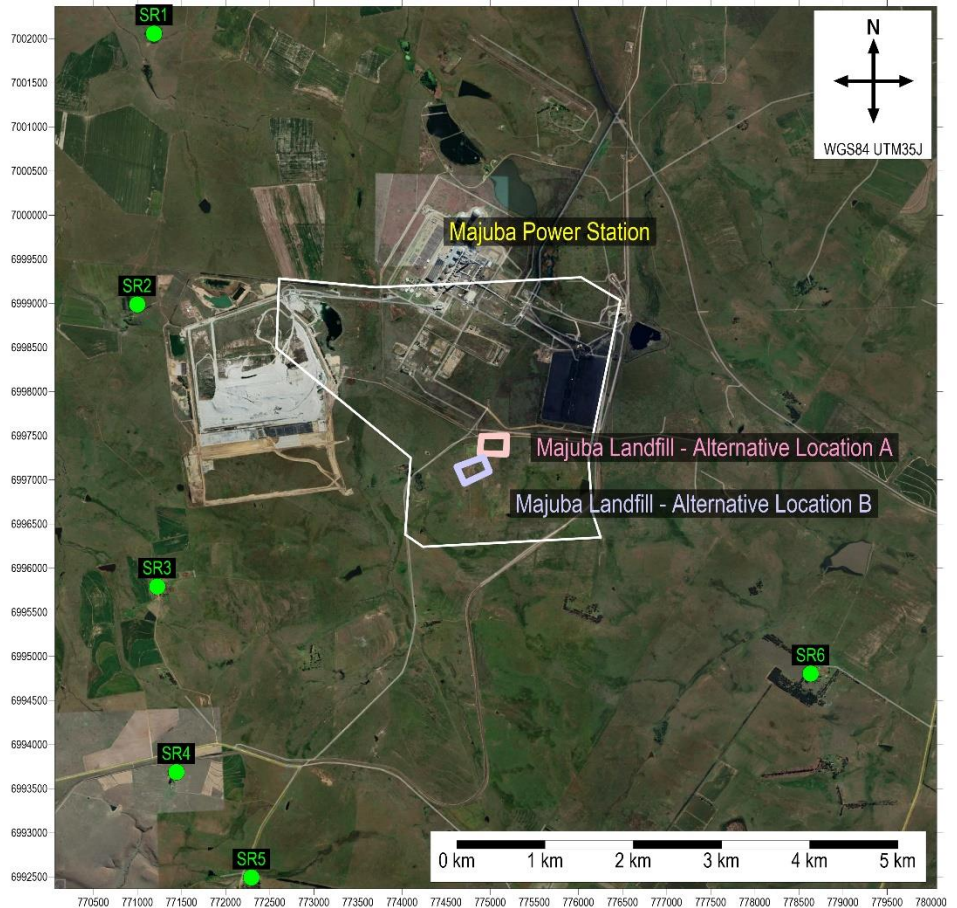 7002000
7001500
7001000
7000500
7000000
6999500
6999000
6998500
6998000
6997500
6997000
6996500
6996000
6995500
6995000
6994500
6994000
6993500
6993000
6992500
SR1
N
WGS84 UTM35J
Majuba Power Station
SR2
Majuba Landfill - Alternative Location A
Majuba Landfill - Alternative Location B
SR3
SR6
SR4
SR5
0 km 1 km 2 km 3 km 4 km 5 km
770500 771000 771500 772000 772500 773000 773500 774000 774500 775000 775500 776000 776500 777000 777500 778000 778500 779000 779500 780000